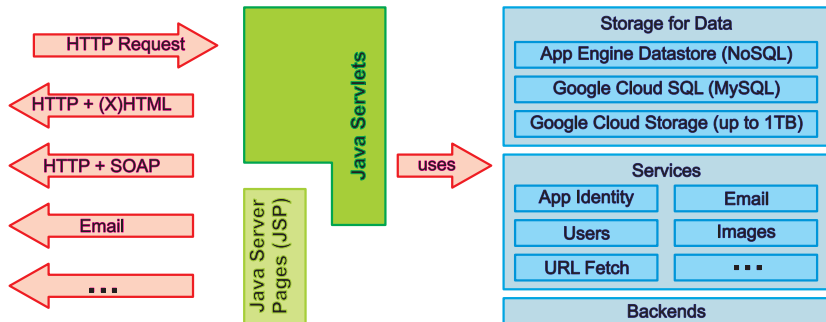 HTTP Request
HTTP + (X)HTML
HTTP + SOAP
Email
...
Java Servlets
Java Server
Pages (JSP)
uses
Storage for Data
App Engine Datastore (NoSQL)
Google Cloud SQL (MySQL)
Google Cloud Storage (up to 1TB)
Services
App Identity
Email
Users
Images
URL Fetch
...
Backends